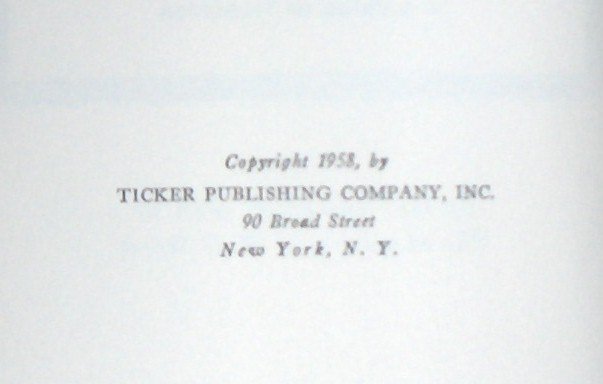 Copyright 1958, by
TICKER PUBLISHING COMPANY, INC.
90 Broad Street
New York, N. Y.